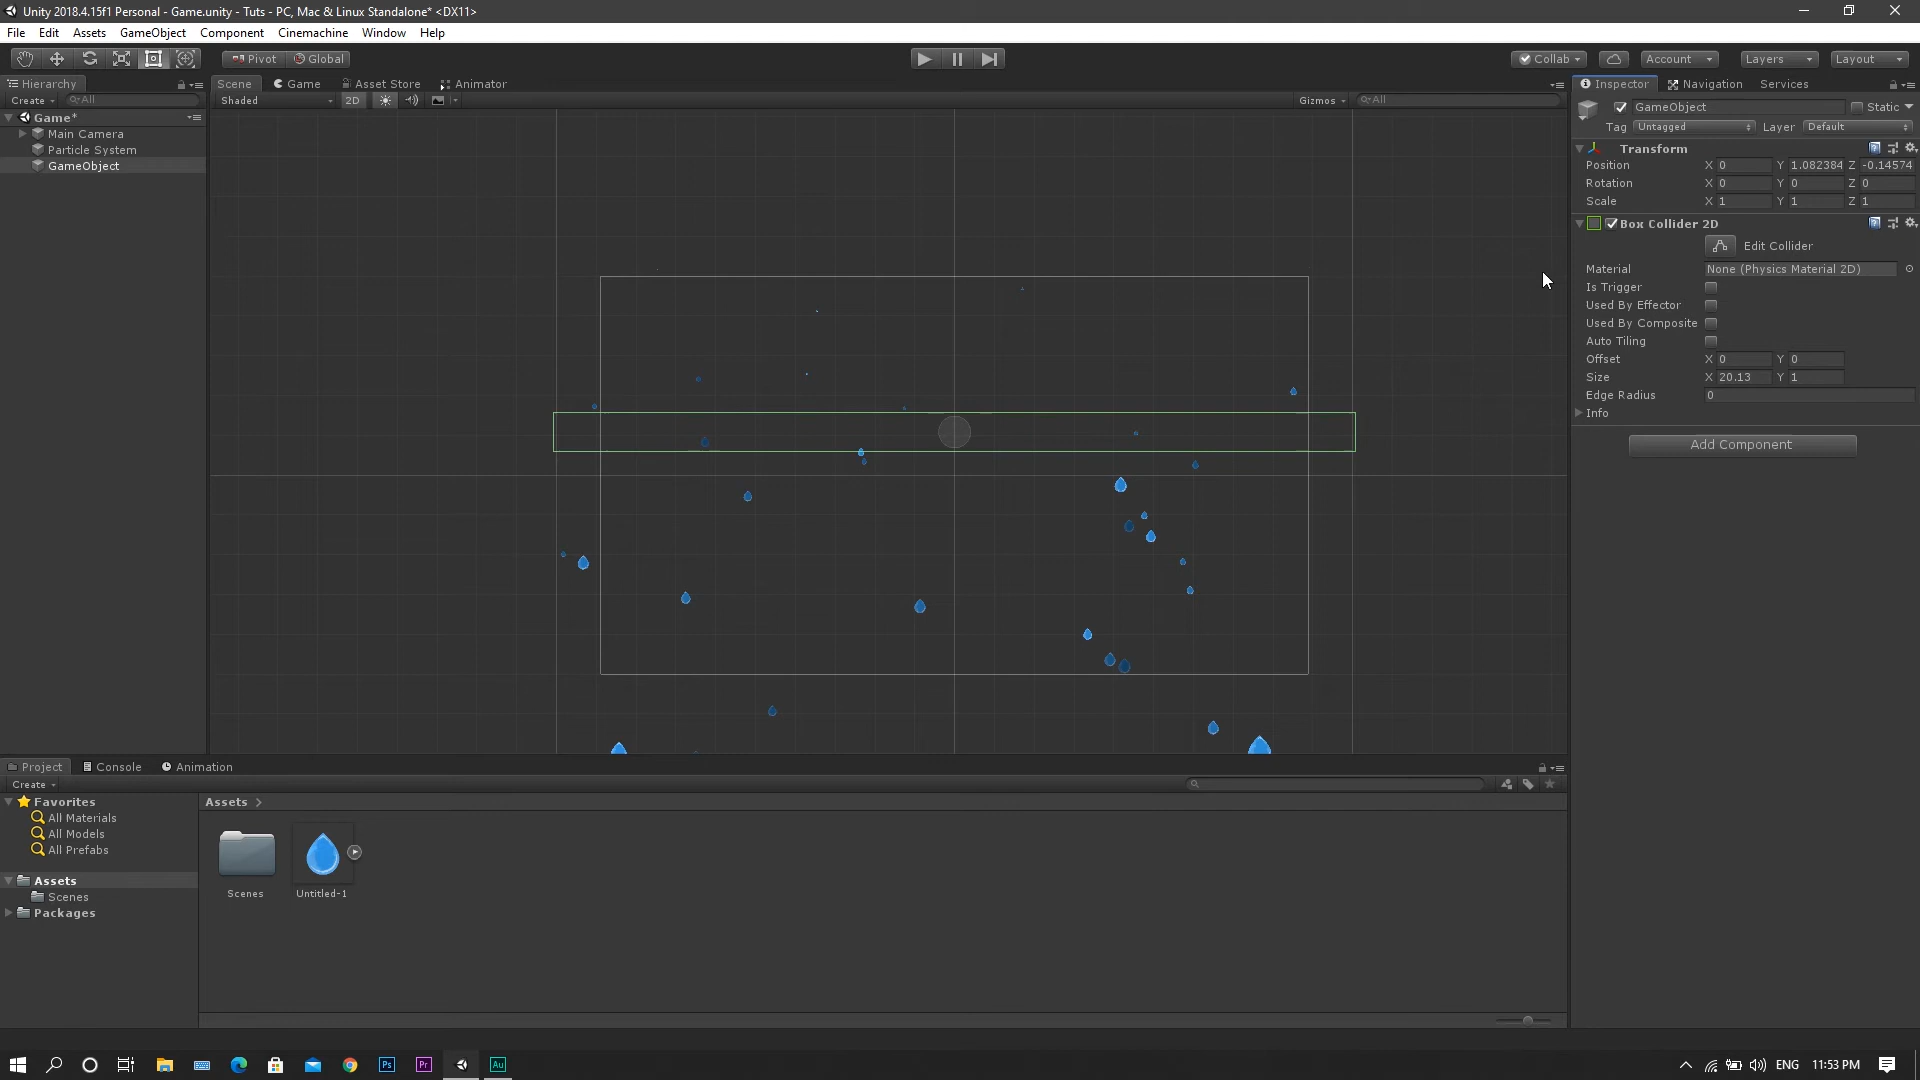 Unity 2018.4.15f1 Personal - Game.unity - Tuts - PC, Mac & Linux Standalone* <DX11>
File Edit Assets GameObject Component Cinemachine Window Help
Pivot Global Collab Account Layers Layout
Hierarchy
Create All
Game*
Main Camera
Particle System
GameObject
Scene Game Asset Store Animator
Shaded 2D Gizmos All
Inspector Navigation Services
GameObject Static
Tag Untagged Layer Default
Transform
Position X 0 Y 1.082384 Z -0.14574
Rotation X 0 Y 0 Z 0
Scale X 1 Y 1 Z 1
Box Collider 2D
Edit Collider
Material None (Physics Material 2D)
Is Trigger
Used By Effector
Used By Composite
Auto Tiling
Offset X 0 Y 0
Size X 20.13 Y 1
Edge Radius 0
Info
Add Component
Project Console Animation
Create
Favorites
All Materials
All Models
All Prefabs
Assets
Scenes
Packages
Assets
Scenes
Untitled-1
Ps Pr Au
ENG 11:53 PM